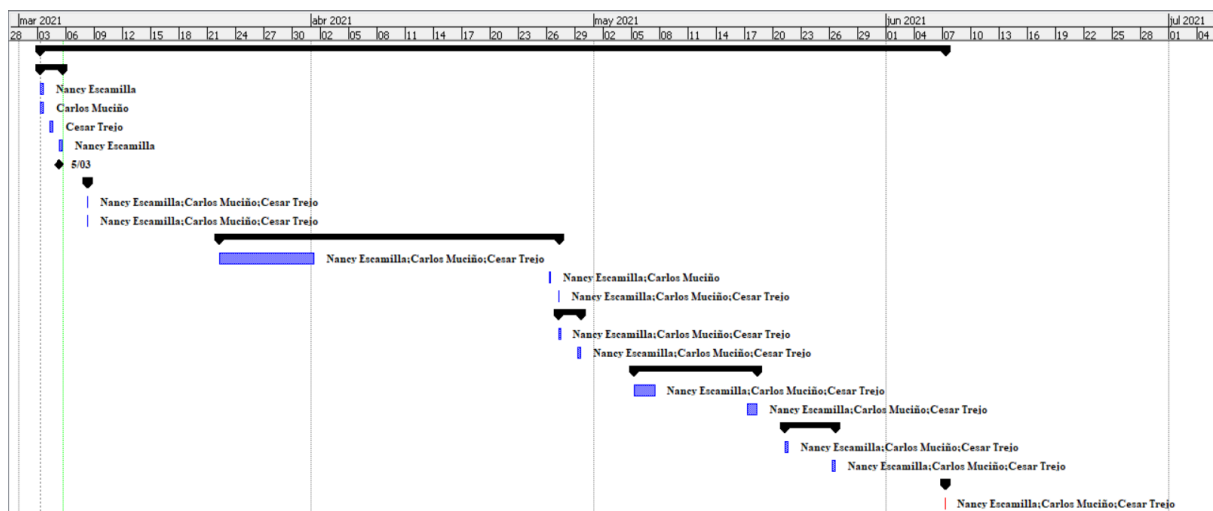 mar 2021 abr 2021 may 2021 jun 2021 jul 2021
28 03 06 09 12 15 18 21 24 27 30 02 05 08 11 14 17 20 23 26 29 02 05 08 11 14 17 20 23 26 29 01 04 07 10 13 16 19 22 25 28 01 04
Nancy Escamilla
Carlos Muciño
Cesar Trejo
Nancy Escamilla
5/03
Nancy Escamilla;Carlos Muciño;Cesar Trejo
Nancy Escamilla;Carlos Muciño;Cesar Trejo
Nancy Escamilla;Carlos Muciño;Cesar Trejo
Nancy Escamilla;Carlos Muciño
Nancy Escamilla;Carlos Muciño;Cesar Trejo
Nancy Escamilla;Carlos Muciño;Cesar Trejo
Nancy Escamilla;Carlos Muciño;Cesar Trejo
Nancy Escamilla;Carlos Muciño;Cesar Trejo
Nancy Escamilla;Carlos Muciño;Cesar Trejo
Nancy Escamilla;Carlos Muciño;Cesar Trejo
Nancy Escamilla;Carlos Muciño;Cesar Trejo
Nancy Escamilla;Carlos Muciño;Cesar Trejo